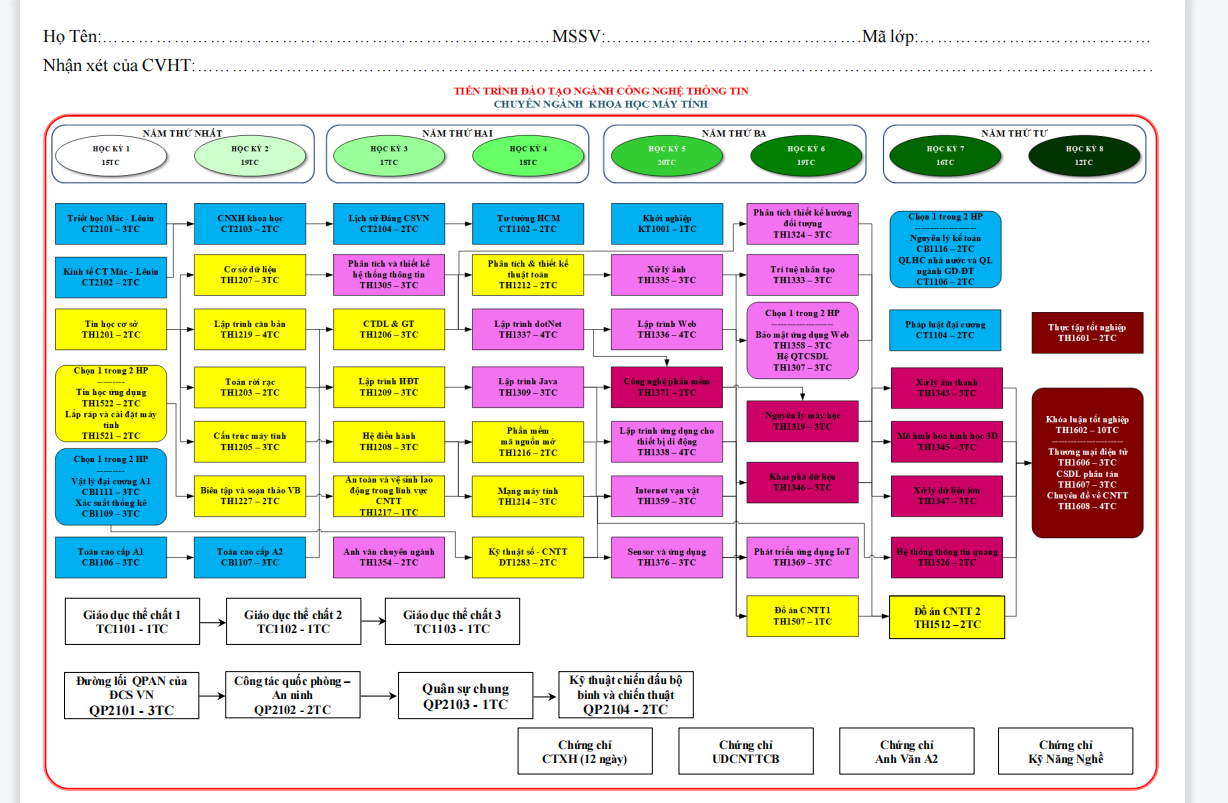 Họ Tên:……………………………………………………………………MSSV:……………………………………Mã lớp:…………………………………
Nhận xét của CVHT:………………………………………………………………………………………………………………………………………….
TIẾN TRÌNH ĐÀO TẠO NGÀNH CÔNG NGHỆ THÔNG TIN
CHUYÊN NGÀNH KHOA HỌC MÁY TÍNH
NĂM THỨ NHẤT
HỌC KỲ 1
15TC
HỌC KỲ 2
19TC
NĂM THỨ HAI
HỌC KỲ 3
17TC
HỌC KỲ 4
18TC
NĂM THỨ BA
HỌC KỲ 5
20TC
HỌC KỲ 6
19TC
NĂM THỨ TƯ
HỌC KỲ 7
16TC
HỌC KỲ 8
12TC
Triết học Mác - Lênin
CT2101 – 3TC
Kinh tế CT Mác - Lênin
CT2102 – 2TC
Tin học cơ sở
TH1201 – 2TC
Chọn 1 trong 2 HP
---------
Tin học ứng dụng
TH1522 – 2TC
Lắp ráp và cài đặt máy
tính
TH1521 – 2TC
Chọn 1 trong 2 HP
---------
Vật lý đại cương A1
CB1111 – 3TC
Xác suất thống kê
CB1109 – 3TC
Toán cao cấp A1
CB1106 – 3TC
CNXH khoa học
CT2103 – 2TC
Cơ sở dữ liệu
TH1207 – 3TC
Lập trình căn bản
TH1219 – 4TC
Toán rời rạc
TH1203 – 2TC
Cấu trúc máy tính
TH1205 – 3TC
Biên tập và soạn thảo VB
TH1227 – 2TC
Toán cao cấp A2
CB1107 – 3TC
Lịch sử Đảng CSVN
CT2104 – 2TC
Phân tích và thiết kế
hệ thống thông tin
TH1305 – 3TC
CTDL & GT
TH1206 – 3TC
Lập trình HĐT
TH1209 – 3TC
Hệ điều hành
TH1208 – 3TC
An toàn và vệ sinh lao
động trong lĩnh vực
CNTT
TH1217 – 1TC
Anh văn chuyên ngành
TH1354 – 2TC
Tư tưởng HCM
CT1102 – 2TC
Phân tích & thiết kế
thuật toán
TH1212 – 2TC
Lập trình dotNet
TH1337 – 4TC
Lập trình Java
TH1309 – 3TC
Phần mềm
mã nguồn mở
TH1216 – 2TC
Mạng máy tính
TH1214 – 3TC
Kỹ thuật số - CNTT
DT1283 – 2TC
Khởi nghiệp
KT1001 – 1TC
Xử lý ảnh
TH1335 – 3TC
Lập trình Web
TH1336 – 4TC
Công nghệ phần mềm
TH1371 – 2TC
Lập trình ứng dụng cho
thiết bị di động
TH1338 – 4TC
Internet vạn vật
TH1359 – 3TC
Sensor và ứng dụng
TH1376 – 3TC
Phân tích thiết kế hướng
đối tượng
TH1324 – 3TC
Trí tuệ nhân tạo
TH1333 – 3TC
Chọn 1 trong 2 HP
--------------------
Bảo mật ứng dụng Web
TH1358 – 3TC
Hệ QTCSDL
TH1307 – 3TC
Nguyên lý máy học
TH1319 – 3TC
Khai phá dữ liệu
TH1346 – 3TC
Phát triển ứng dụng IoT
TH1369 – 3TC
Đồ án CNTT1
TH1507 – 1TC
Chọn 1 trong 2 HP
--------------------
Nguyên lý kế toán
CB1116 – 2TC
QLHC nhà nước và QL
ngành GD-ĐT
CT1106 – 2TC
Pháp luật đại cương
CT1104 – 2TC
Xử lý âm thanh
TH1343 – 3TC
Mô hình hóa hình học 3D
TH1345 – 3TC
Xử lý dữ liệu lớn
TH1347 – 3TC
Hệ thống thông tin quang
TH1526 – 2TC
Đồ án CNTT 2
TH1512 – 2TC
Thực tập tốt nghiệp
TH1601 – 2TC
Khóa luận tốt nghiệp
TH1602 – 10TC
------------------------
Thương mại điện tử
TH1606 – 3TC
CSDL phân tán
TH1607 – 3TC
Chuyên đề về CNTT
TH1608 – 4TC
Giáo dục thể chất 1
TC1101 - 1TC
Giáo dục thể chất 2
TC1102 - 1TC
Giáo dục thể chất 3
TC1103 - 1TC
Đường lối QPAN của
ĐCS VN
QP2101 - 3TC
Công tác quốc phòng –
An ninh
QP2102 - 2TC
Quân sự chung
QP2103 - 1TC
Kỹ thuật chiến đấu bộ
binh và chiến thuật
QP2104 - 2TC
Chứng chỉ
CTXH (12 ngày)
Chứng chỉ
UDCNTTCB
Chứng chỉ
Anh Văn A2
Chứng chỉ
Kỹ Năng Nghề